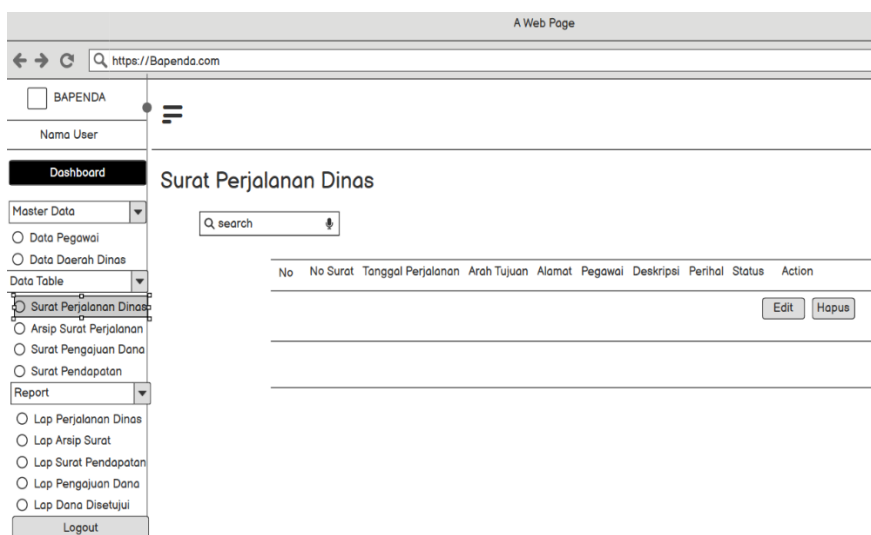 A Web Page
https://Bapenda.com
BAPENDA
Nama User
Dashboard
Surat Perjalanan Dinas
Master Data
search
Data Pegawai
Data Daerah Dinas
No No Surat Tanggal Perjalanan Arah Tujuan Alamat Pegawai Deskripsi Perihal Status Action
Data Table
Surat Perjalanan Dinas
Edit Hapus
Arsip Surat Perjalanan
Surat Pengajuan Dana
Surat Pendapatan
Report
Lap Perjalanan Dinas
Lap Arsip Surat
Lap Surat Pendapatan
Lap Pengajuan Dana
Lap Dana Disetujui
Logout